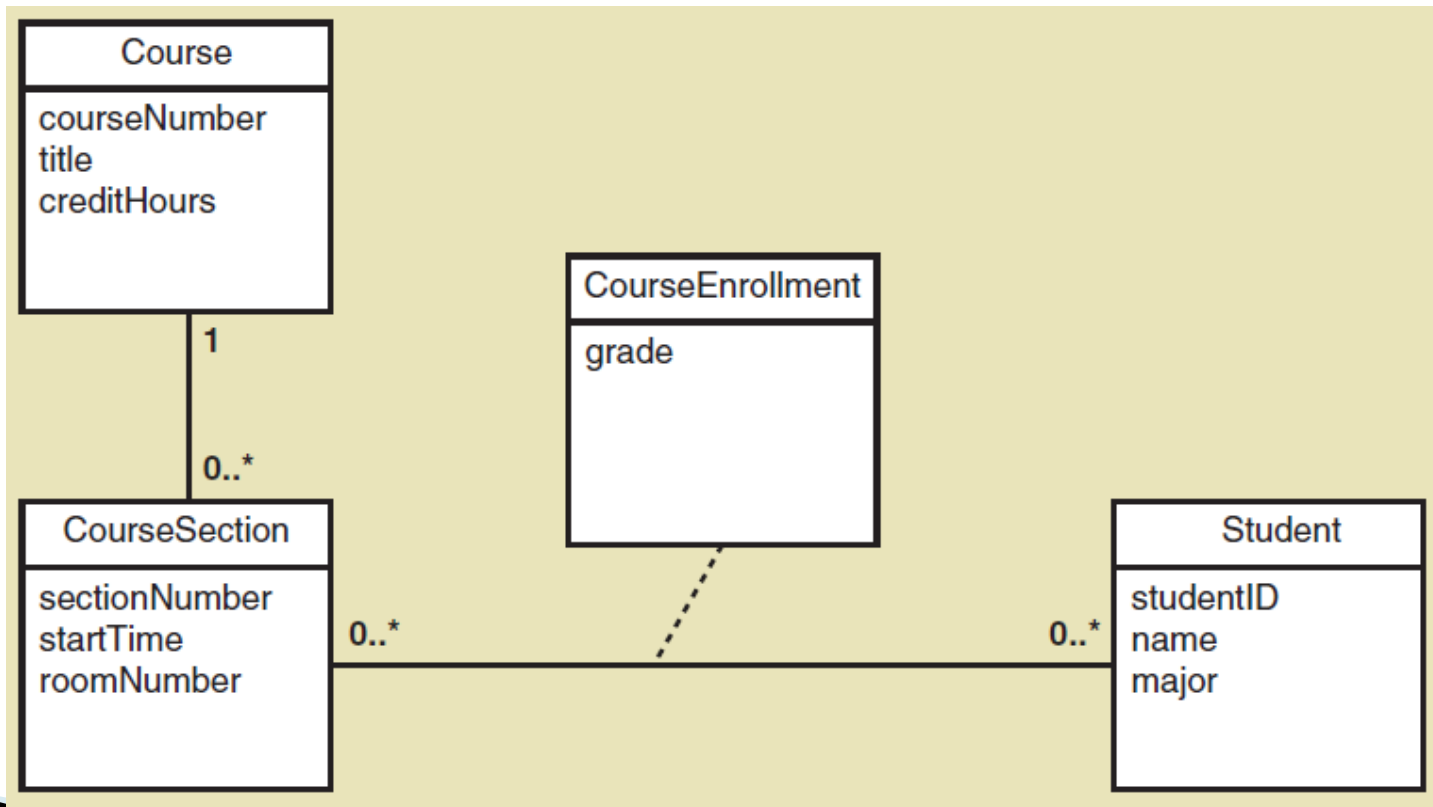 Course
courseNumber
title
creditHours
1
0..*
CourseEnrollment
grade
CourseSection
sectionNumber
startTime
roomNumber
0..*
0..*
Student
studentID
name
major